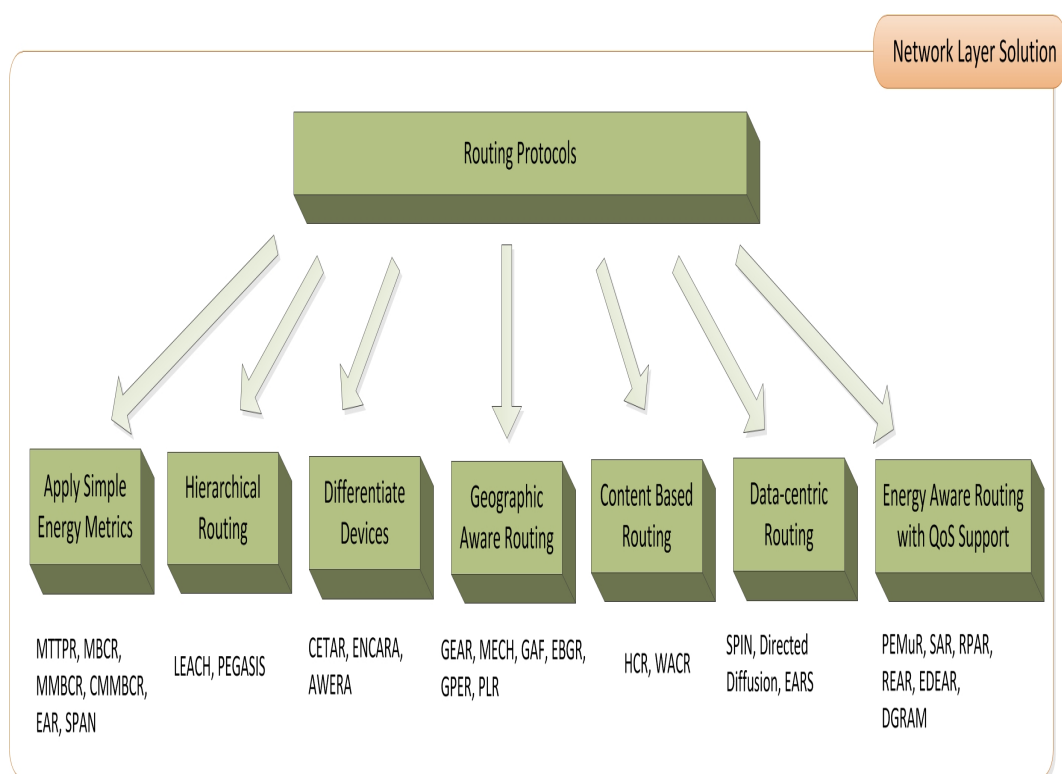 Network Layer Solution
Routing Protocols
Apply Simple
Energy Metrics
Hierarchical
Routing
Differentiate
Devices
Geographic
Aware Routing
Content Based
Routing
Data-centric
Routing
Energy Aware Routing
with QoS Support
MTTPR, MBCR,
MMBCR, CMMBCR,
EAR, SPAN
LEACH, PEGASIS
CETAR, ENCARA,
AWERA
GEAR, MECH, GAF, EBGR,
GPER, PLR
HCR, WACR
SPIN, Directed
Diffusion, EARS
PEMuR, SAR, RPAR,
REAR, EDEAR,
DGRAM